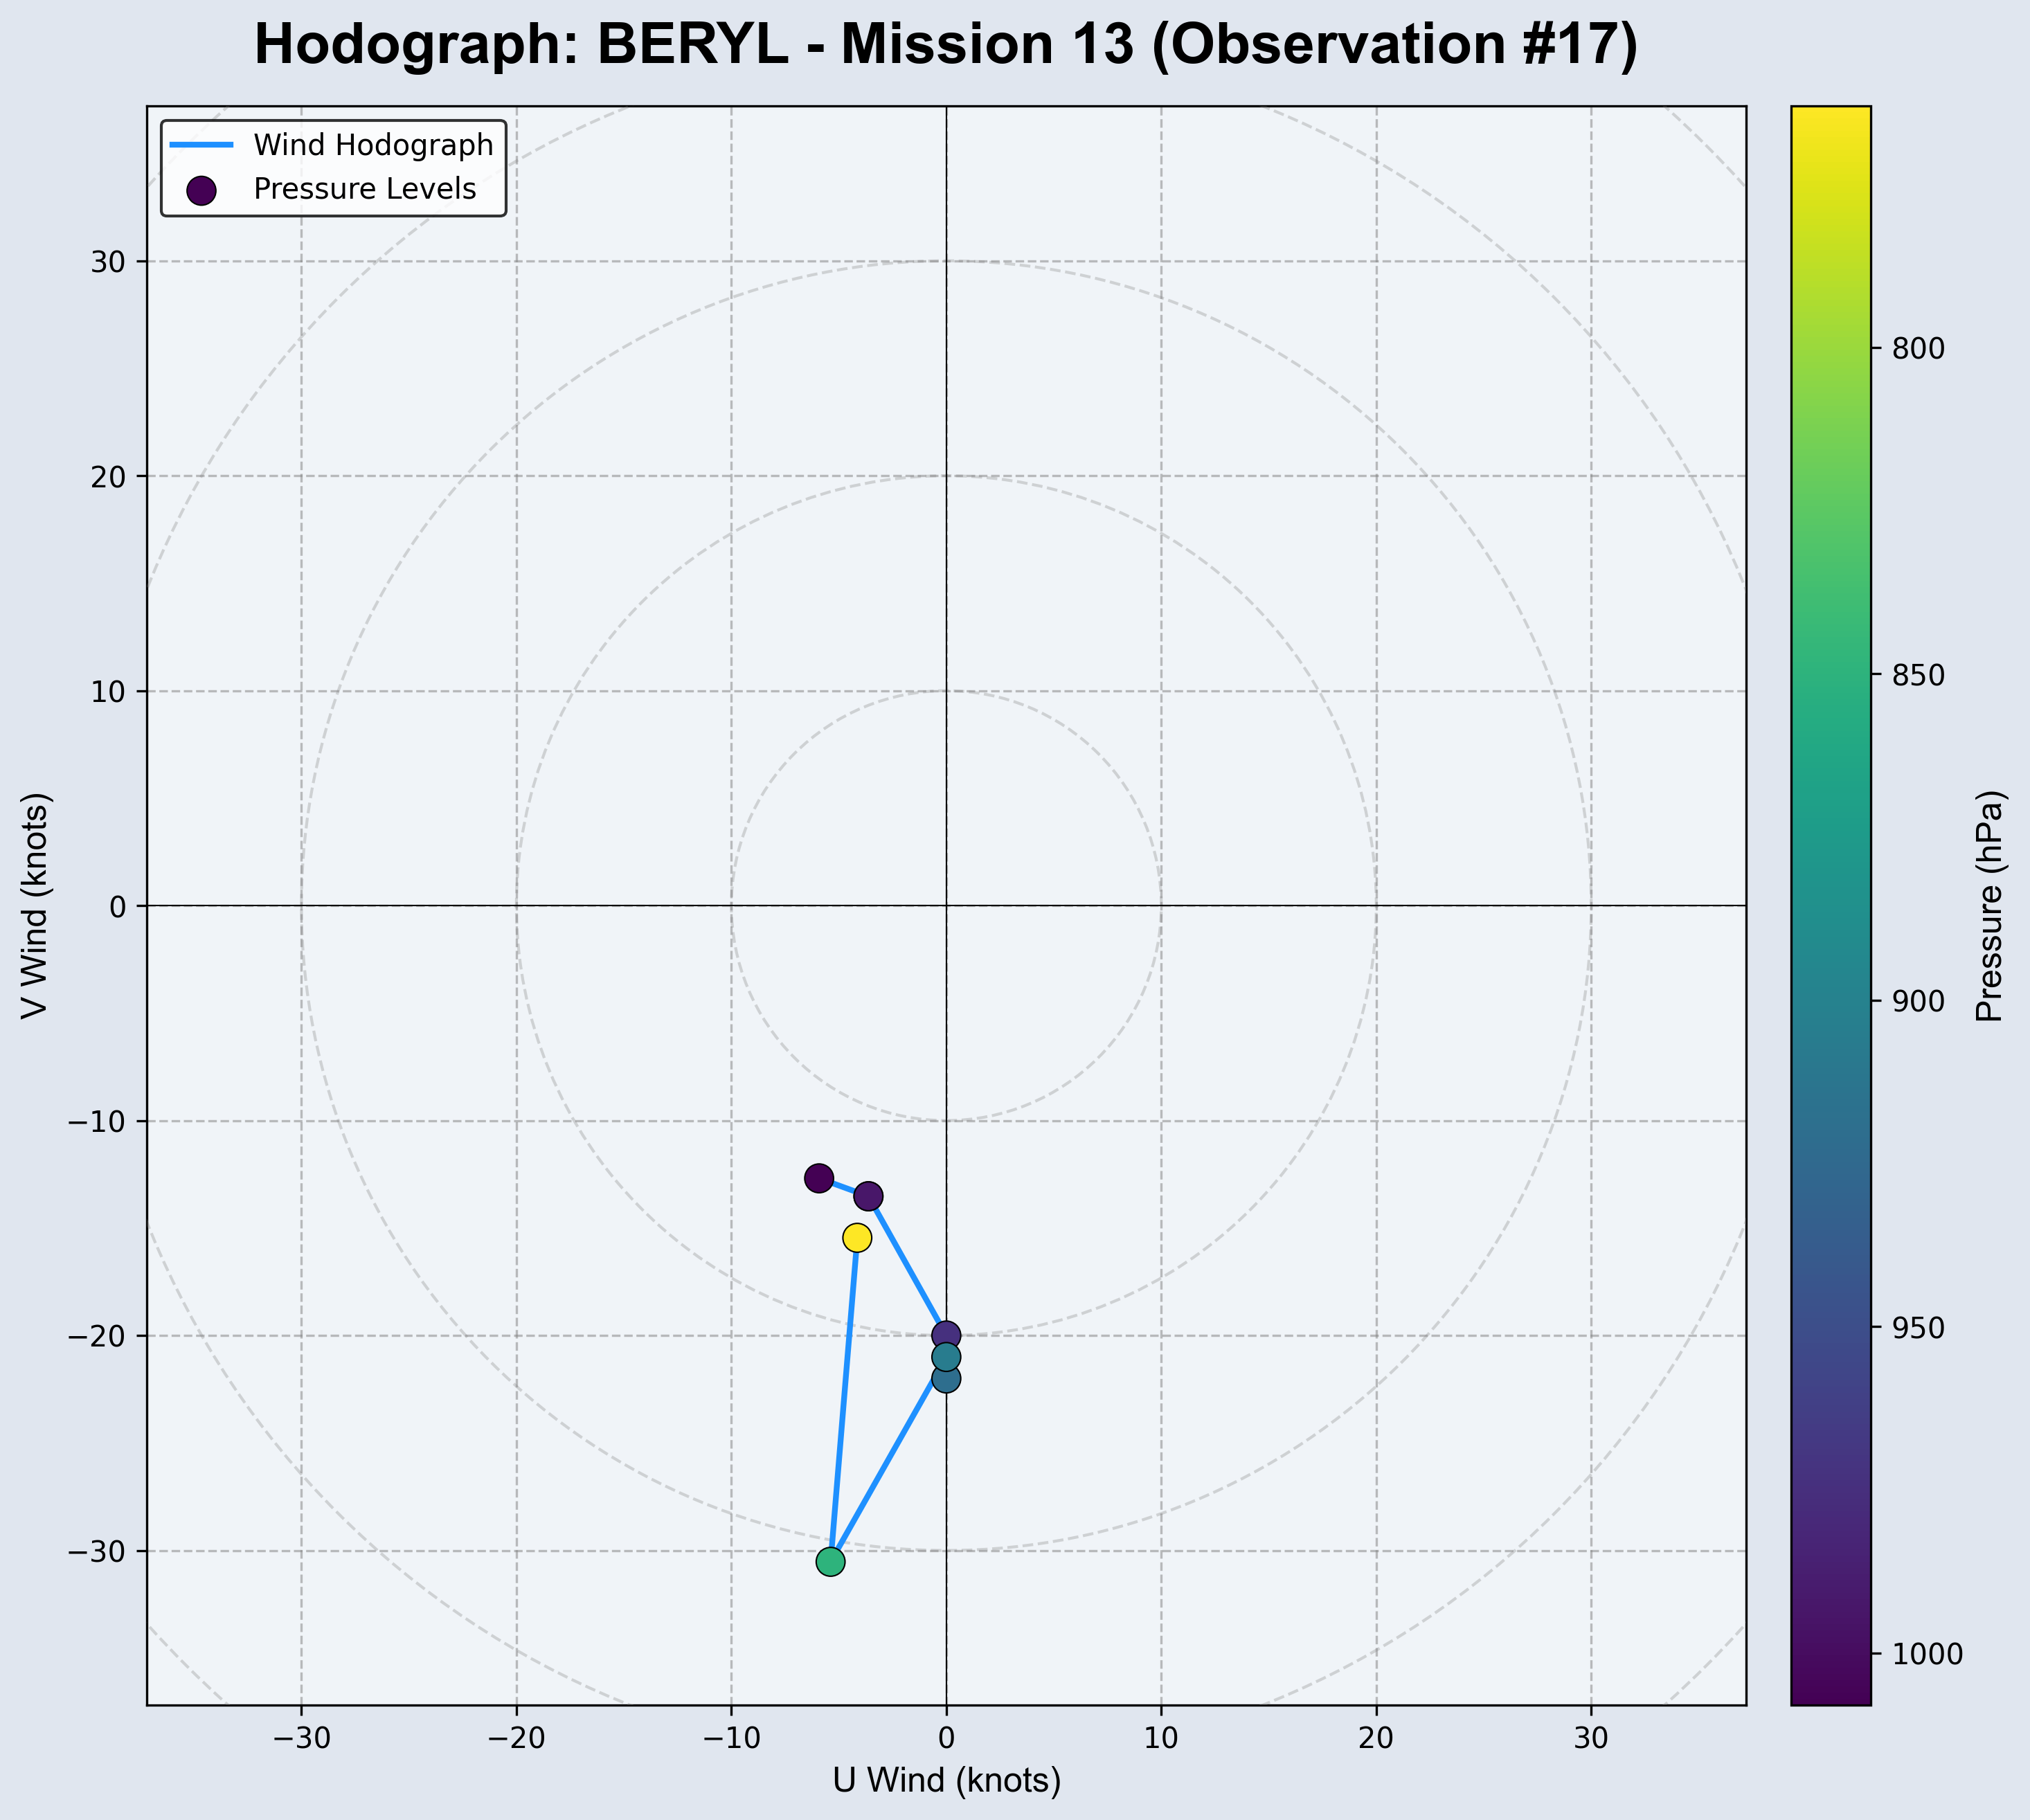 Hodograph: BERYL - Mission 13 (Observation #17)
Wind Hodograph
Pressure Levels
30
20
10
0
−10
−20
−30
V Wind (knots)
−30 −20 −10 0 10 20 30
U Wind (knots)
800
850
900
950
1000
Pressure (hPa)